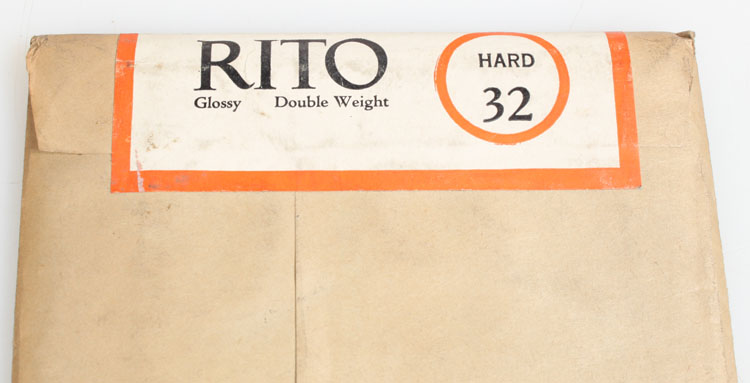 RITO
Glossy Double Weight
HARD
32